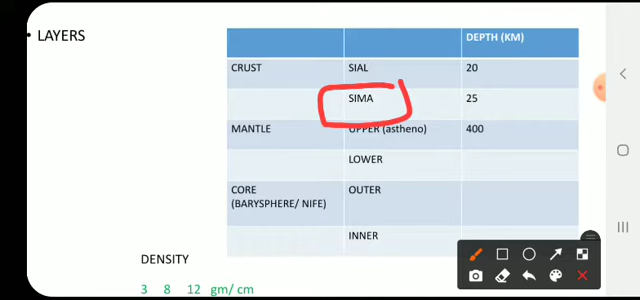 LAYERS
DEPTH (KM)
CRUST SIAL 20
SIMA 25
MANTLE UPPER (astheno) 400
LOWER
CORE OUTER
(BARYSPHERE/ NIFE)
INNER
DENSITY
3 8 12 gm/ cm